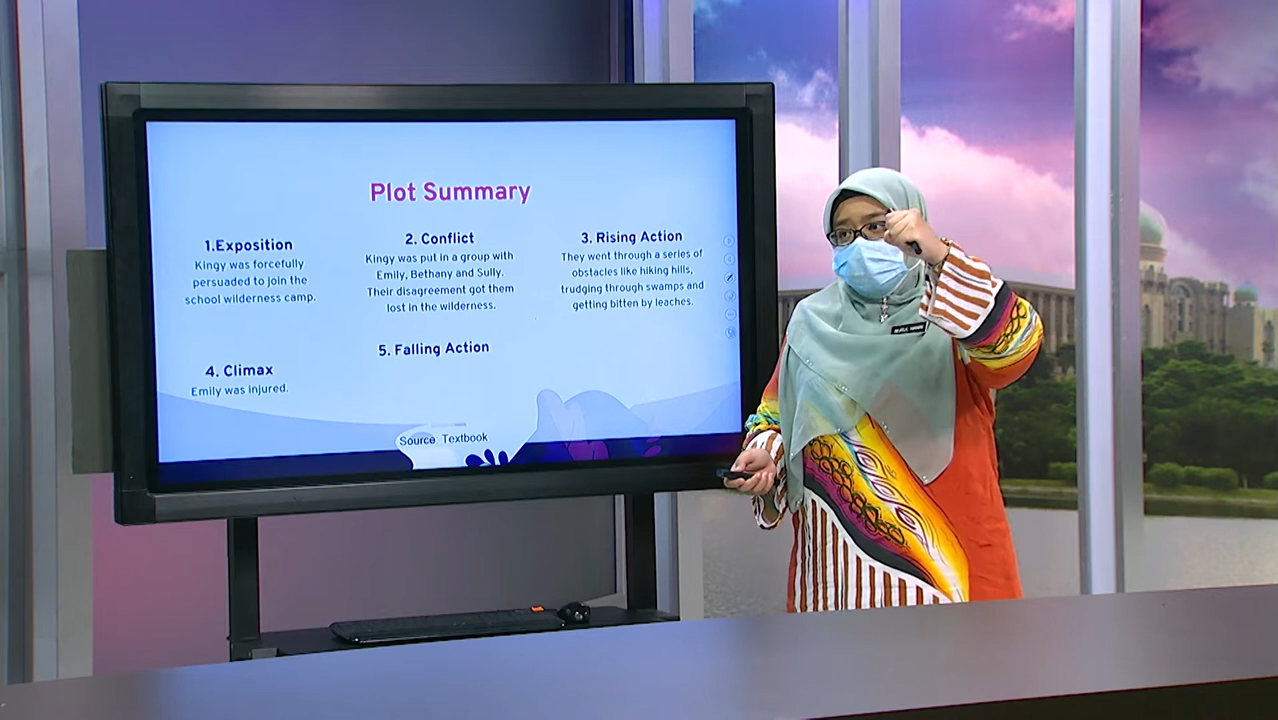 Plot Summary
1.Exposition
Kingy was forcefully
persuaded to join the
school wilderness camp.
2. Conflict
Kingy was put in a group with
Emily, Bethany and Sully.
Their disagreement got them
lost in the wilderness.
3. Rising Action
They went through a series of
obstacles like hiking hills,
trudging through swamps and
getting bitten by leaches.
4. Climax
Emily was injured.
5. Falling Action
Source: Textbook